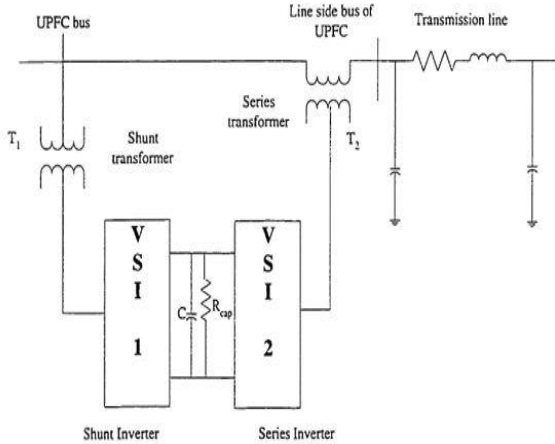 UPFC bus
Line side bus of
UPFC
Transmission line
Series
transformer
T1
Shunt
transformer
T2
V
S
I
1
V
S
I
2
C
Rcap
Shunt Inverter
Series Inverter